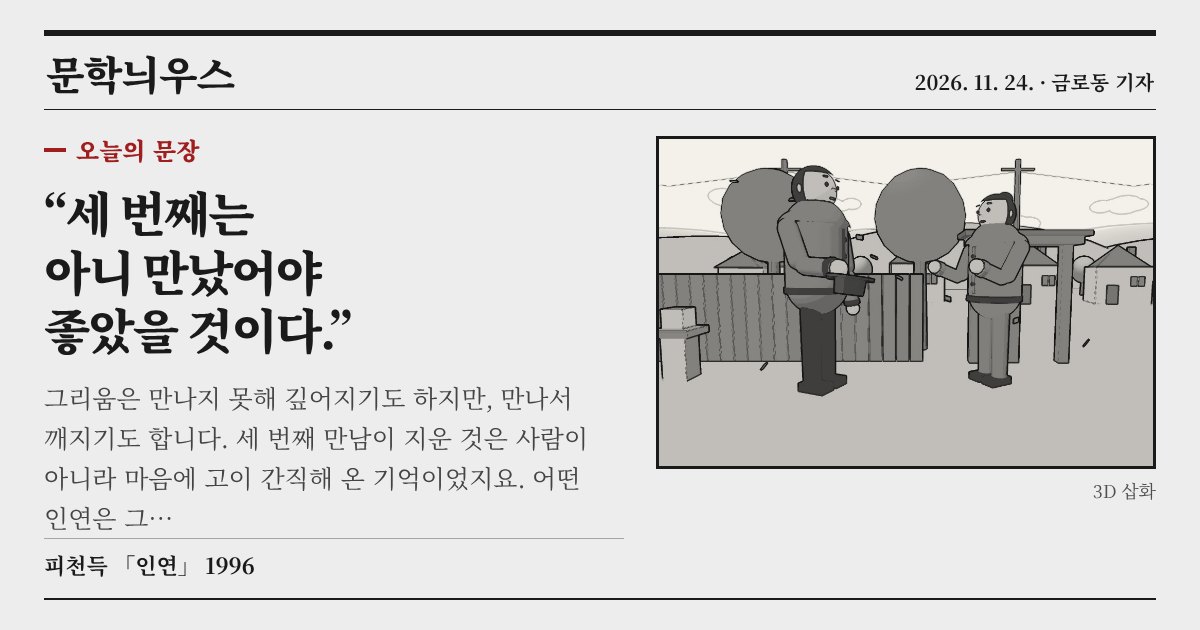 문학늬우스
2026. 11. 24. · 금로동 기자
오늘의 문장
“세 번째는
아니 만났어야
좋았을 것이다.”
그리움은 만나지 못해 깊어지기도 하지만, 만나서
깨지기도 합니다. 세 번째 만남이 지운 것은 사람이
아니라 마음에 고이 간직해 온 기억이었지요. 어떤
인연은 그…
피천득 「인연」 1996
3D 삽화